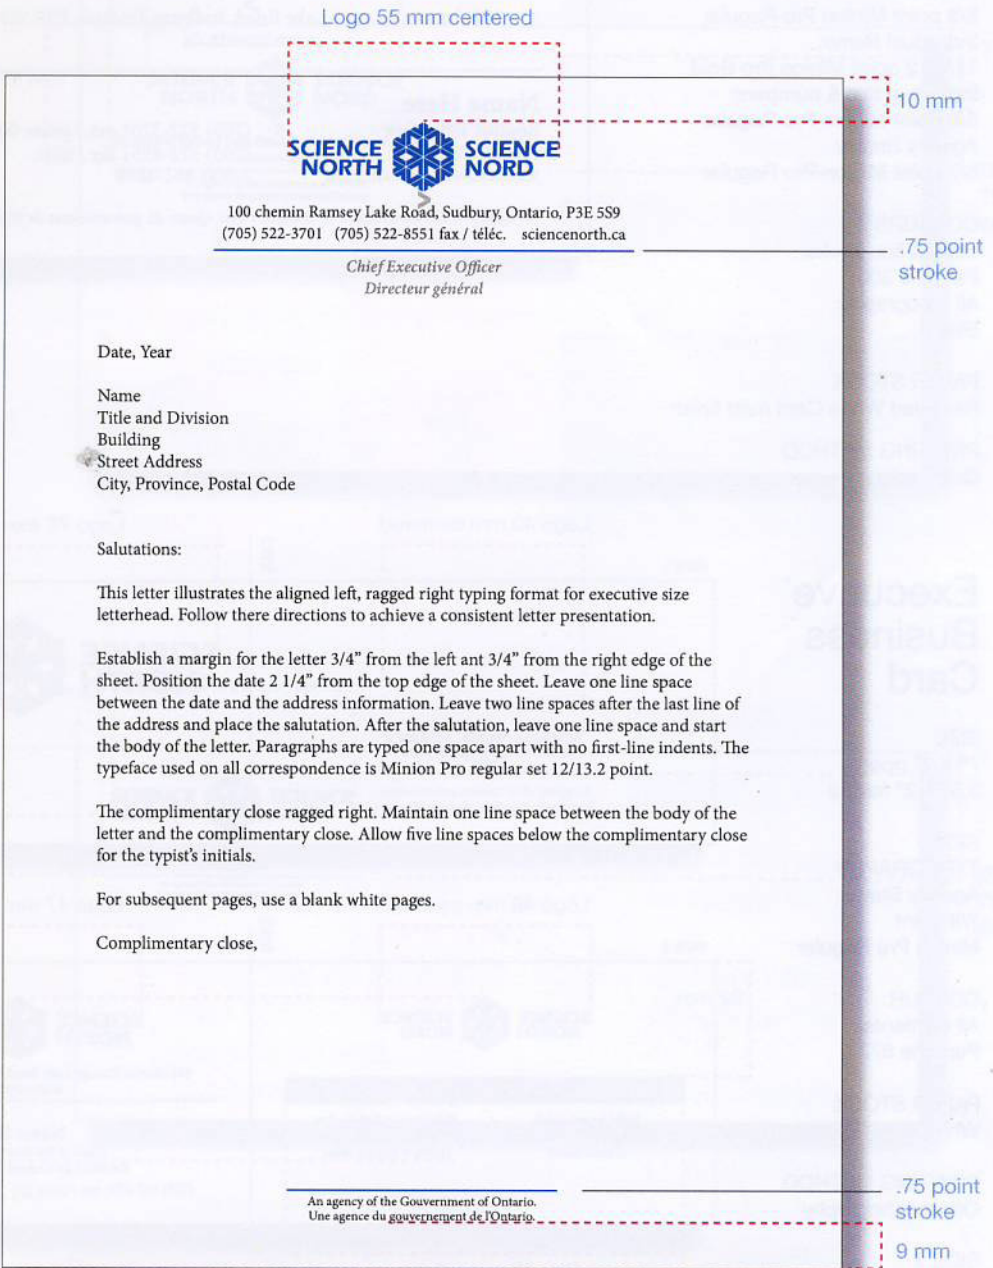 Logo 55 mm centered
10 mm
SCIENCE NORTH SCIENCE NORD
100 chemin Ramsey Lake Road, Sudbury, Ontario, P3E 5S9
(705) 522-3701 (705) 522-8551 fax / téléc. sciencenorth.ca
.75 point
stroke
Chief Executive Officer
Directeur général
Date, Year
Name
Title and Division
Building
Street Address
City, Province, Postal Code
Salutations:
This letter illustrates the aligned left, ragged right typing format for executive size
letterhead. Follow there directions to achieve a consistent letter presentation.
Establish a margin for the letter 3/4” from the left ant 3/4” from the right edge of the
sheet. Position the date 2 1/4” from the top edge of the sheet. Leave one line space
between the date and the address information. Leave two line spaces after the last line of
the address and place the salutation. After the salutation, leave one line space and start
the body of the letter. Paragraphs are typed one space apart with no first-line indents. The
typeface used on all correspondence is Minion Pro regular set 12/13.2 point.
The complimentary close ragged right. Maintain one line space between the body of the
letter and the complimentary close. Allow five line spaces below the complimentary close
for the typist’s initials.
For subsequent pages, use a blank white pages.
Complimentary close,
An agency of the Gouvernment of Ontario.
Une agence du gouvernement de l’Ontario.
.75 point
stroke
9 mm